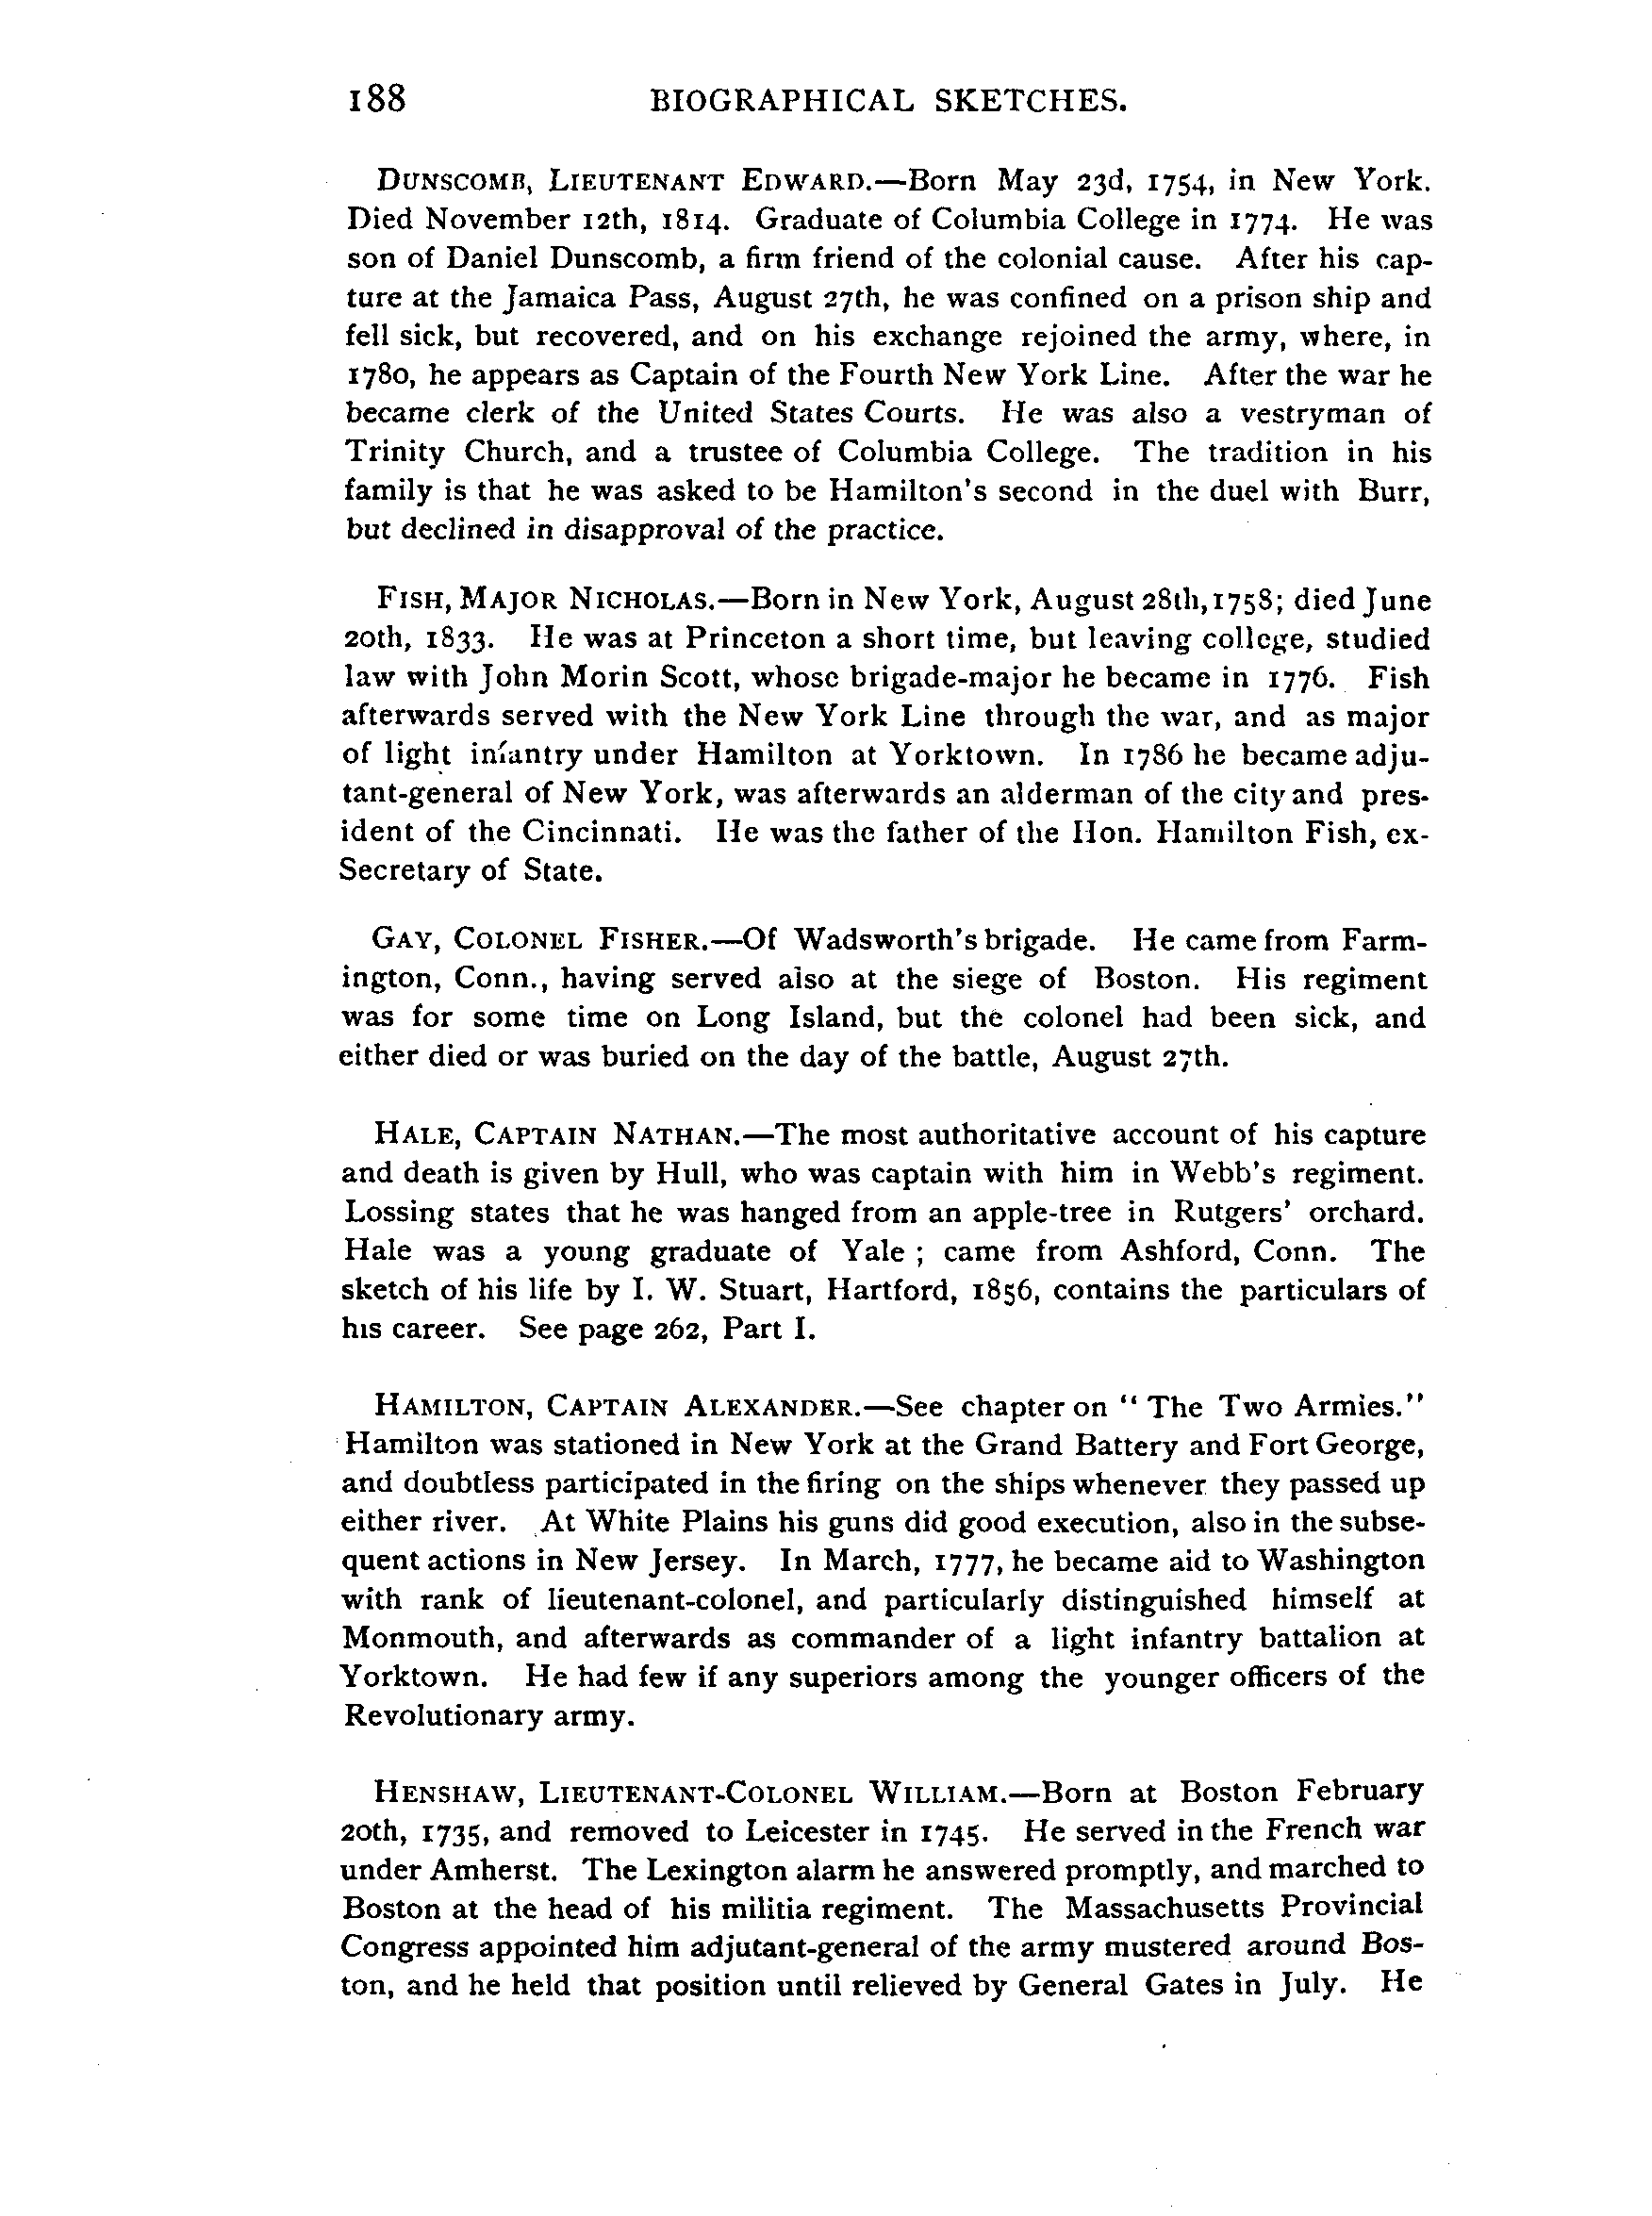 188 BIOGRAPHICAL SKETCHES.
DUNSCOMB, LIEUTENANT EDWARD.—Born May 23d, 1754, in New York.
Died November 12th, 1814. Graduate of Columbia College in 1774. He was
son of Daniel Dunscomb, a firm friend of the colonial cause. After his cap-
ture at the Jamaica Pass, August 27th, he was confined on a prison ship and
fell sick, but recovered, and on his exchange rejoined the army, where, in
1780, he appears as Captain of the Fourth New York Line. After the war he
became clerk of the United States Courts. He was also a vestryman of
Trinity Church, and a trustee of Columbia College. The tradition in his
family is that he was asked to be Hamilton's second in the duel with Burr,
but declined in disapproval of the practice.
FISH, MAJOR NICHOLAS.—Born in New York, August 28th, 1758; died June
20th, 1833. He was at Princeton a short time, but leaving college, studied
law with John Morin Scott, whose brigade-major he became in 1776. Fish
afterwards served with the New York Line through the war, and as major
of light infantry under Hamilton at Yorktown. In 1786 he became adju-
tant-general of New York, was afterwards an alderman of the city and pres-
ident of the Cincinnati. He was the father of the Hon. Hamilton Fish, ex-
Secretary of State.
GAY, COLONEL FISHER.—Of Wadsworth's brigade. He came from Farm-
ington, Conn., having served also at the siege of Boston. His regiment
was for some time on Long Island, but the colonel had been sick, and
either died or was buried on the day of the battle, August 27th.
HALE, CAPTAIN NATHAN.—The most authoritative account of his capture
and death is given by Hull, who was captain with him in Webb's regiment.
Lossing states that he was hanged from an apple-tree in Rutgers' orchard.
Hale was a young graduate of Yale ; came from Ashford, Conn. The
sketch of his life by I. W. Stuart, Hartford, 1856, contains the particulars of
his career. See page 262, Part I.
HAMILTON, CAPTAIN ALEXANDER.—See chapter on " The Two Armies."
Hamilton was stationed in New York at the Grand Battery and Fort George,
and doubtless participated in the firing on the ships whenever they passed up
either river. At White Plains his guns did good execution, also in the subse-
quent actions in New Jersey. In March, 1777, he became aid to Washington
with rank of lieutenant-colonel, and particularly distinguished himself at
Monmouth, and afterwards as commander of a light infantry battalion at
Yorktown. He had few if any superiors among the younger officers of the
Revolutionary army.
HENSHAW, LIEUTENANT-COLONEL WILLIAM.—Born at Boston February
20th, 1735, and removed to Leicester in 1745. He served in the French war
under Amherst. The Lexington alarm he answered promptly, and marched to
Boston at the head of his militia regiment. The Massachusetts Provincial
Congress appointed him adjutant-general of the army mustered around Bos-
ton, and he held that position until relieved by General Gates in July. He